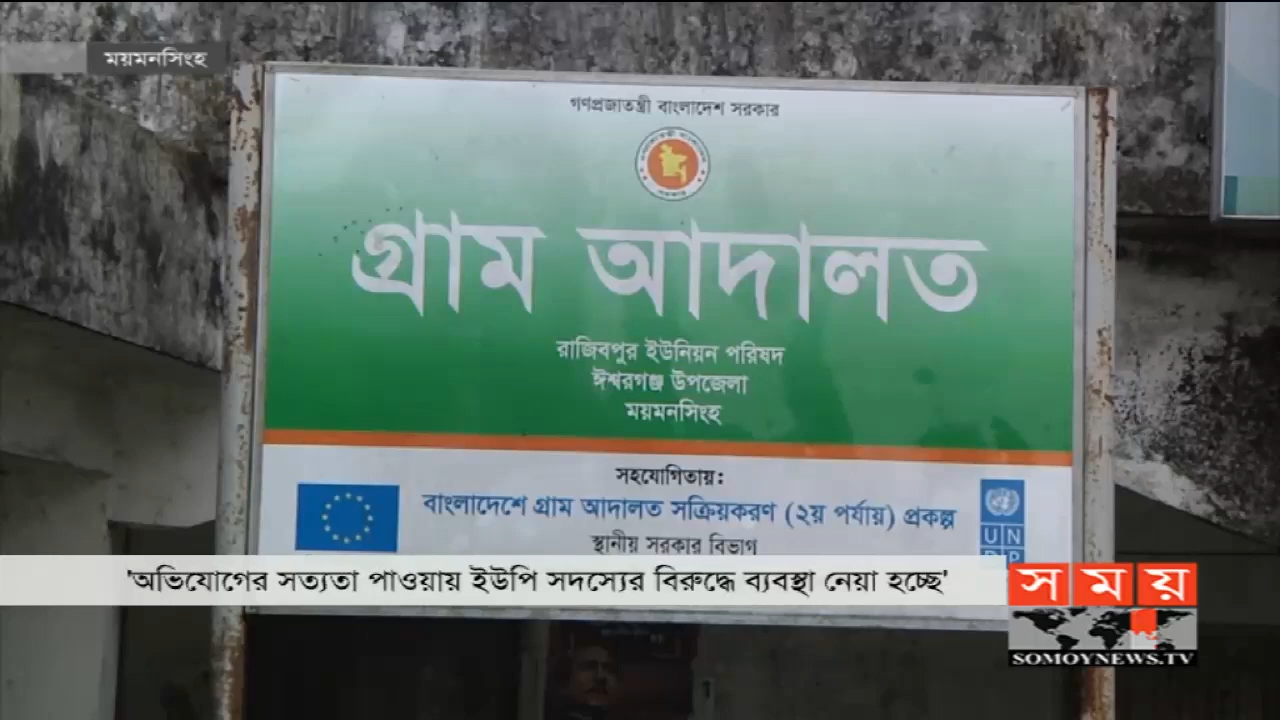 ময়মনসিংহ
গণপ্রজাতন্ত্রী বাংলাদেশ সরকার
গ্রাম আদালত
রাজিবপুর ইউনিয়ন পরিষদ
ঈশ্বরগঞ্জ উপজেলা
ময়মনসিংহ
সহযোগিতায়:
বাংলাদেশে গ্রাম আদালত সক্রিয়করণ (২য় পর্যায়) প্রকল্প
স্থানীয় সরকার বিভাগ
U N
D P
'অভিযোগের সত্যতা পাওয়ায় ইউপি সদস্যের বিরুদ্ধে ব্যবস্থা নেয়া হচ্ছে'
সময়
SOMOYNEWS.TV